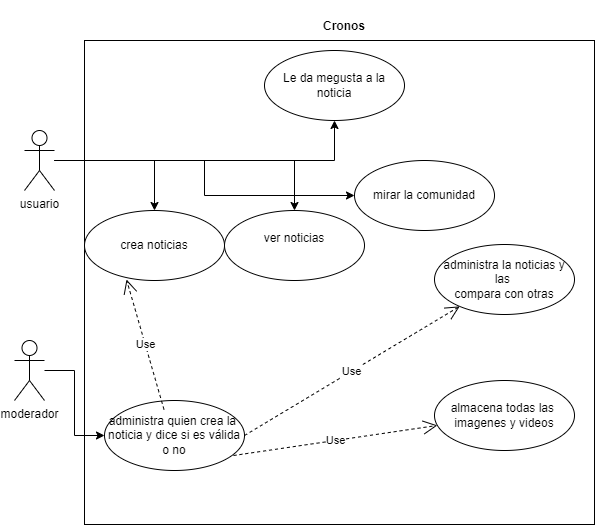 Cronos
Le da megusta a la
noticia
usuario
mirar la comunidad
crea noticias
ver noticias
administra la noticias y
las
compara con otras
Use
Use
moderador
administra quien crea la
noticia y dice si es válida
o no
almacena todas las
imagenes y videos
Use